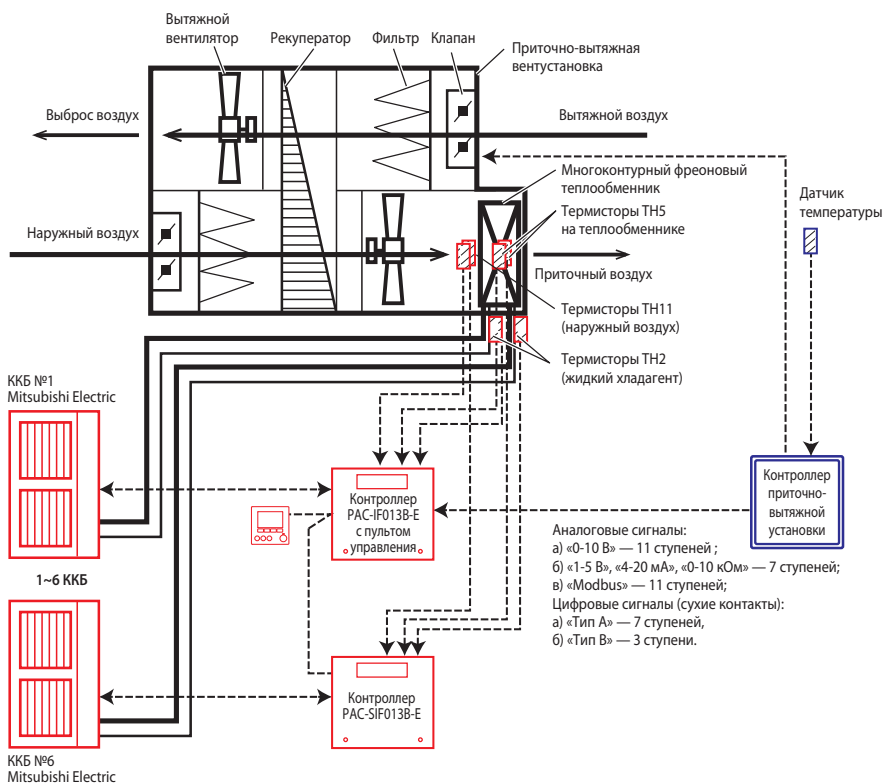 Вытяжной
вентилятор
Рекуператор
Фильтр
Клапан
Приточно-вытяжная
вентустановка
Выброс воздух
Вытяжной воздух
Многоконтурный фреоновый
теплообменник
Термисторы TH5
на теплообменнике
Датчик
температуры
Наружный воздух
Приточный воздух
Термисторы TH11
(наружный воздух)
Термисторы TH2
(жидкий хладагент)
ККБ №1
Mitsubishi Electric
Контроллер
PAC-IF013B-E
с пультом
управления
Контроллер
приточно-
вытяжной
установки
Аналоговые сигналы:
а) «0-10 В» — 11 ступеней ;
б) «1-5 В», «4-20 мА», «0-10 кОм» — 7 ступеней;
в) «Modbus» — 11 ступеней;
Цифровые сигналы (сухие контакты):
а) «Тип А» — 7 ступеней,
б) «Тип В» — 3 ступени.
1~6 ККБ
Контроллер
PAC-SIF013B-E
ККБ №6
Mitsubishi Electric